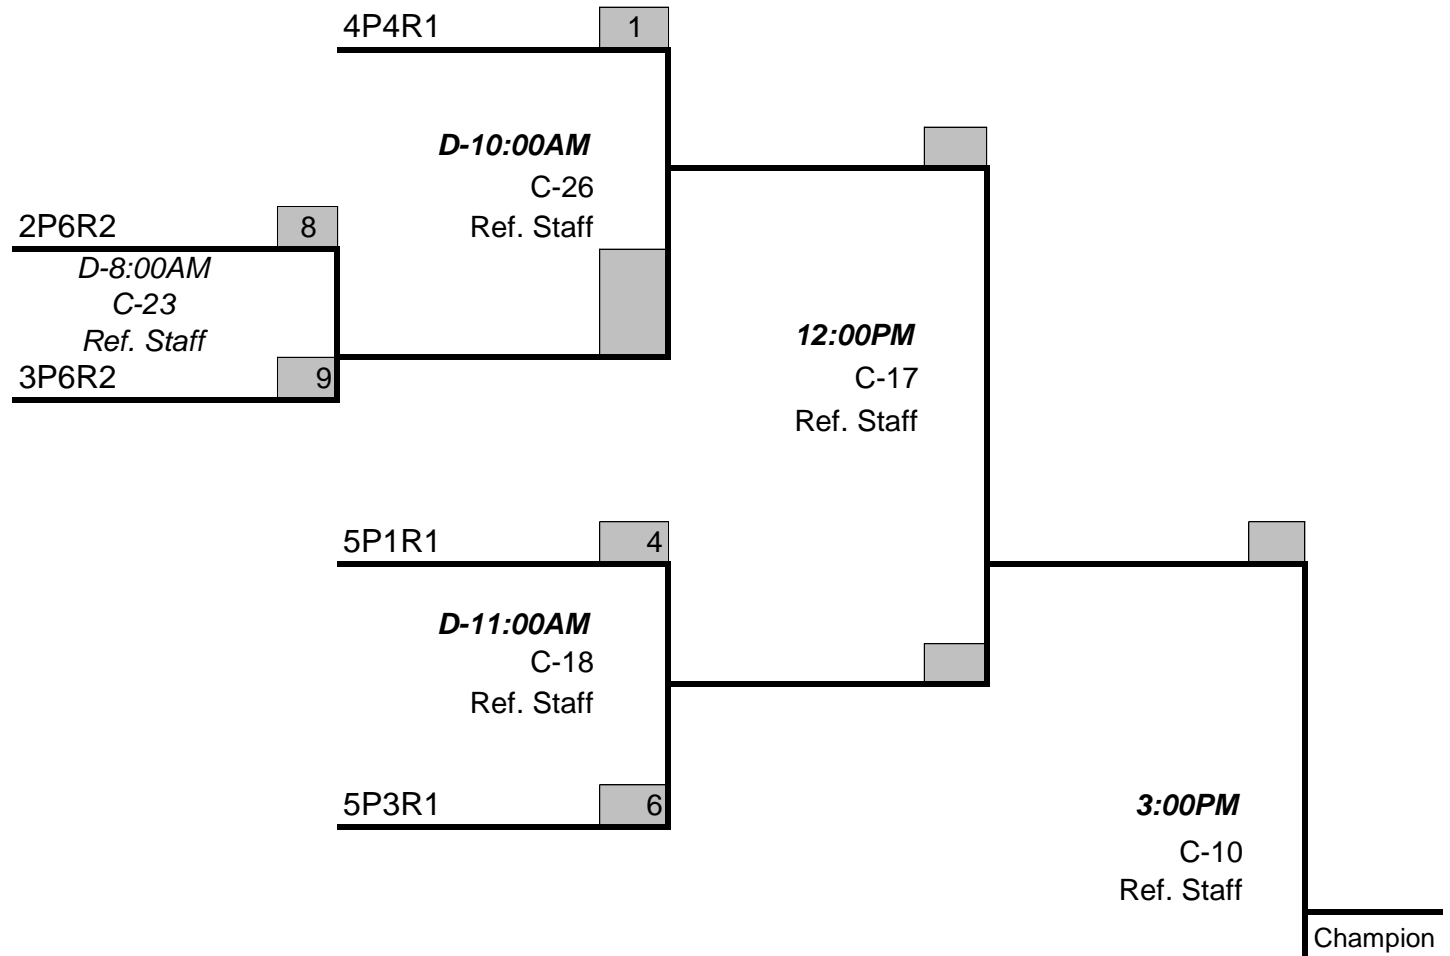 4P4R1 1
D-10:00AM
C-26
Ref. Staff
2P6R2 8
D-8:00AM
C-23
Ref. Staff
3P6R2 9
12:00PM
C-17
Ref. Staff
5P1R1 4
D-11:00AM
C-18
Ref. Staff
5P3R1 6
3:00PM
C-10
Ref. Staff
Champion